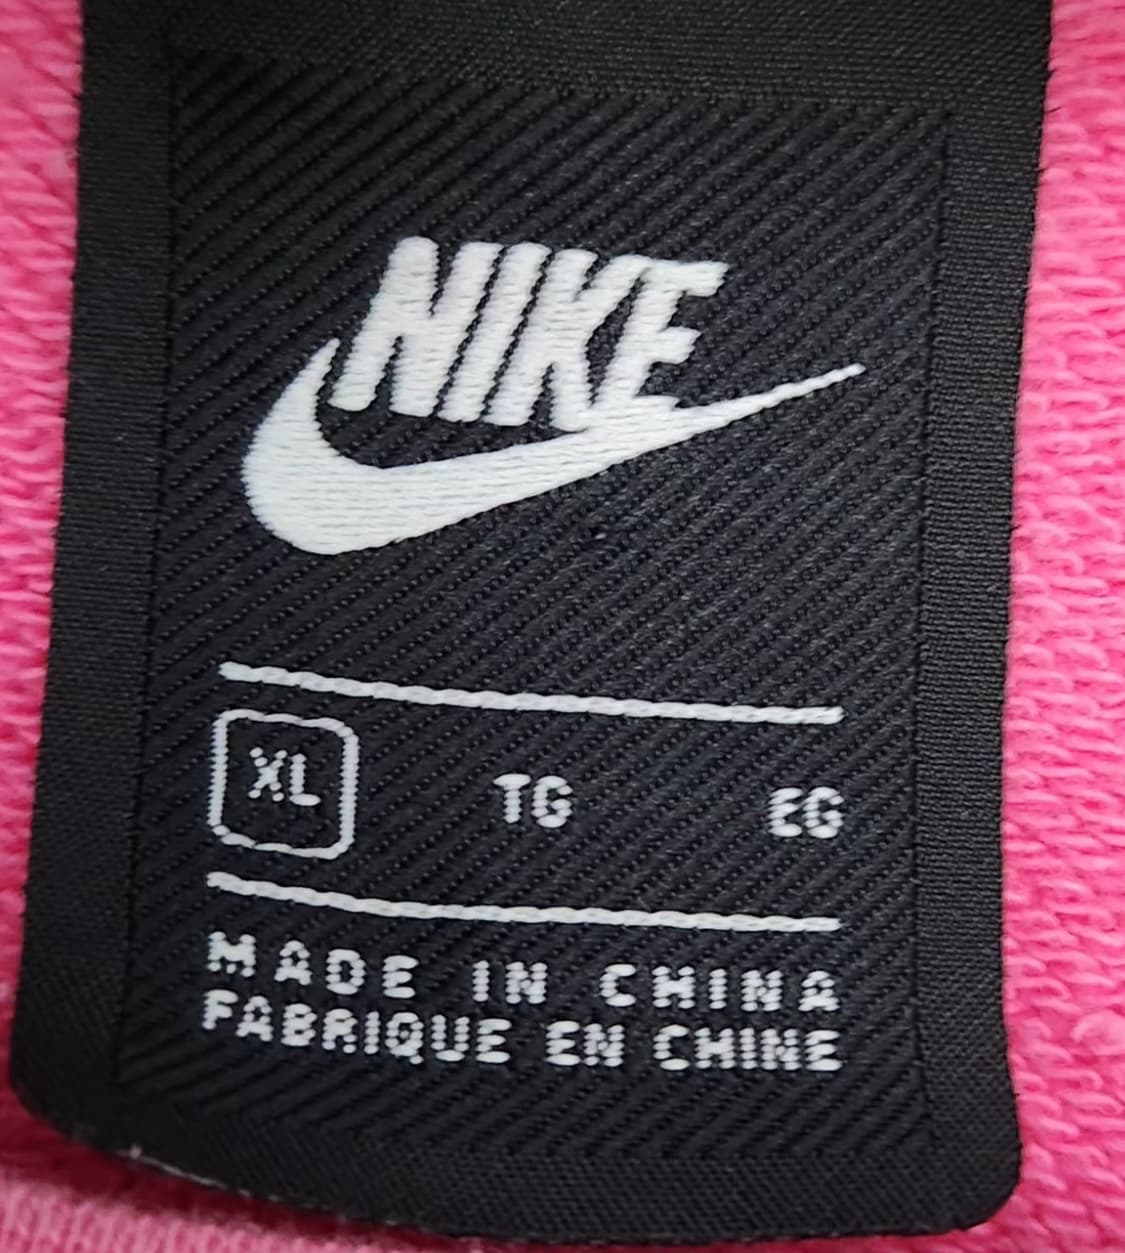 NIKE
XL TG EG
MADE IN CHINA
FABRIQUE EN CHINE